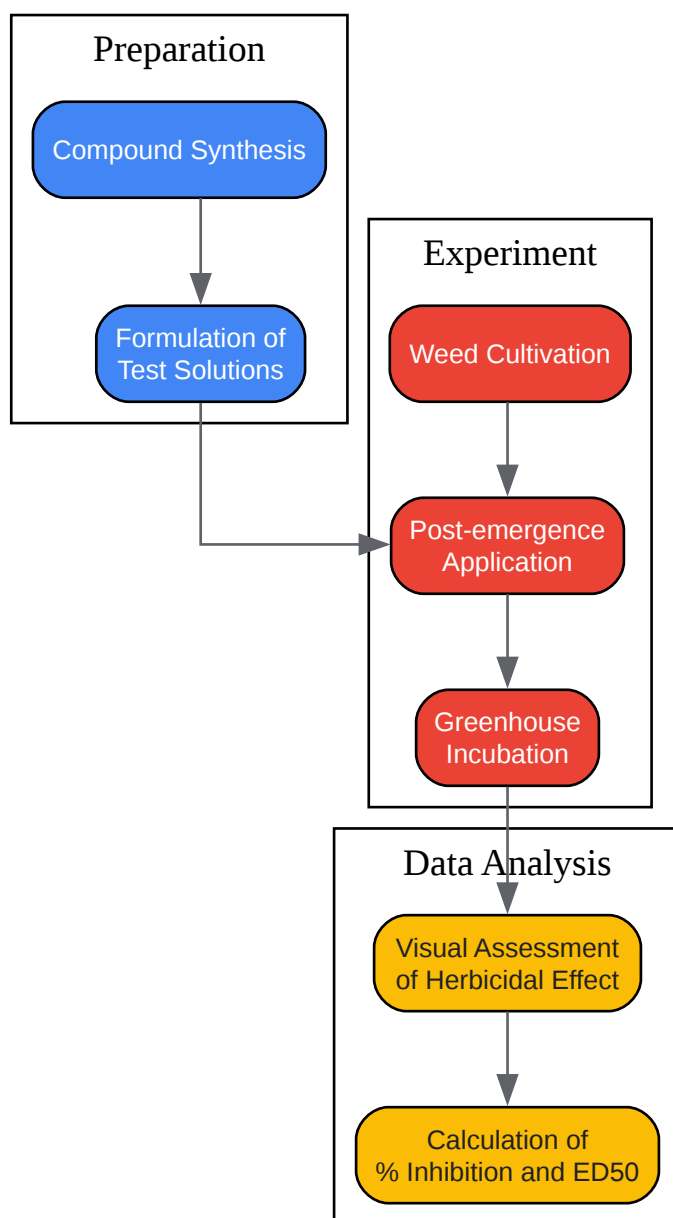 Preparation
Compound Synthesis
Formulation of
Test Solutions
Experiment
Weed Cultivation
Post-emergence
Application
Greenhouse
Incubation
Data Analysis
Visual Assessment
of Herbicidal Effect
Calculation of
% Inhibition and ED50